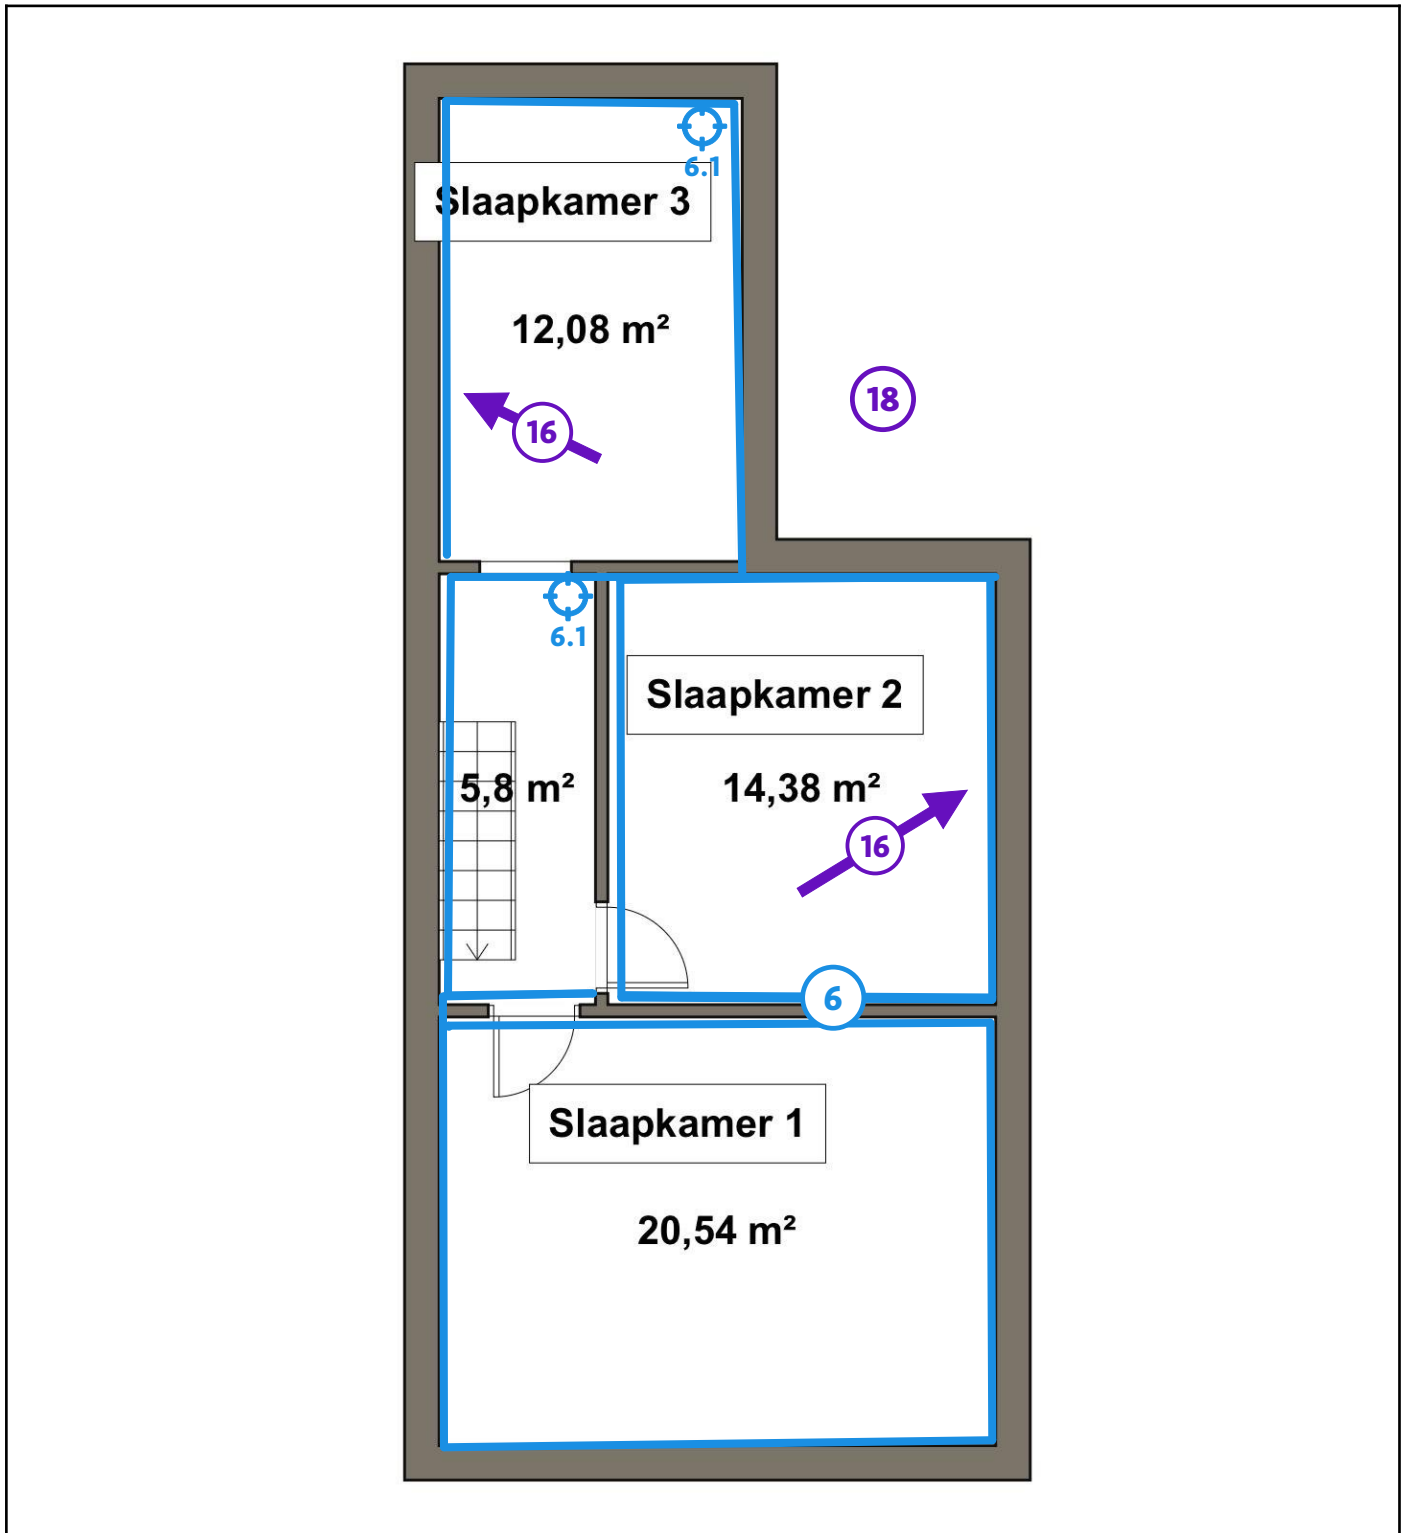 6.1
Slaapkamer 3
12,08 m²
18
16
6.1
Slaapkamer 2
5,8 m²
14,38 m²
16
6
Slaapkamer 1
20,54 m²